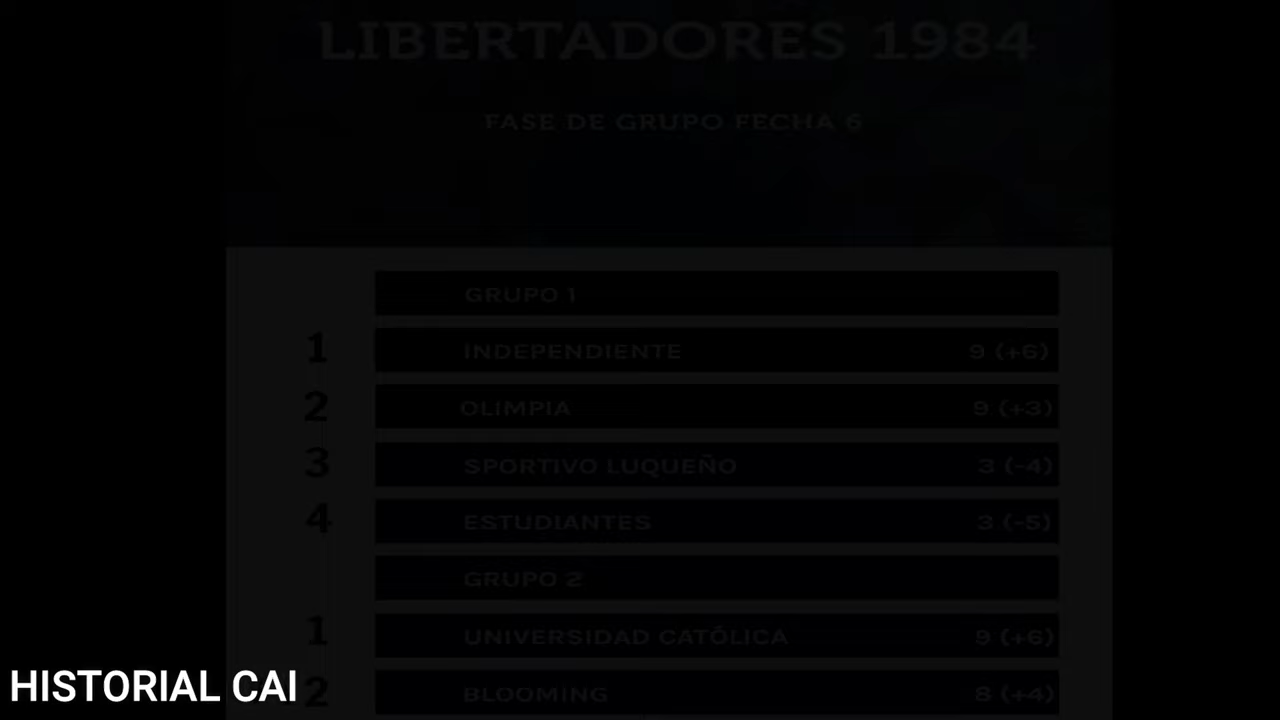 LIBERTADORES 1984
FASE DE GRUPO FECHA 6
GRUPO 1
1 INDEPENDIENTE 9 (+6)
2 OLIMPIA 9 (+3)
3 SPORTIVO LUQUEÑO 3 (-4)
4 ESTUDIANTES 3 (-5)
GRUPO 2
1 UNIVERSIDAD CATÓLICA 9 (+6)
2 BLOOMING 8 (+4)
HISTORIAL CAI